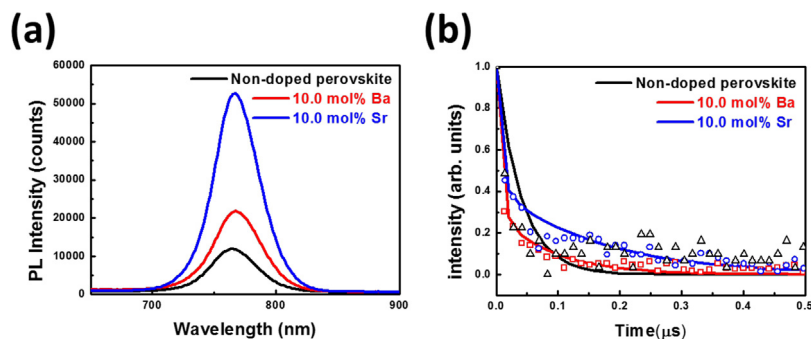 (a)
60000
50000
40000
30000
20000
10000
0
700
800
900
PL Intensity (counts)
Wavelength (nm)
Non-doped perovskite
10.0 mol% Ba
10.0 mol% Sr
(b)
1.0
0.8
0.6
0.4
0.2
0.0
0.0
0.1
0.2
0.3
0.4
0.5
intensity (arb. units)
Time(μs)
Non-doped perovskite
10.0 mol% Ba
10.0 mol% Sr